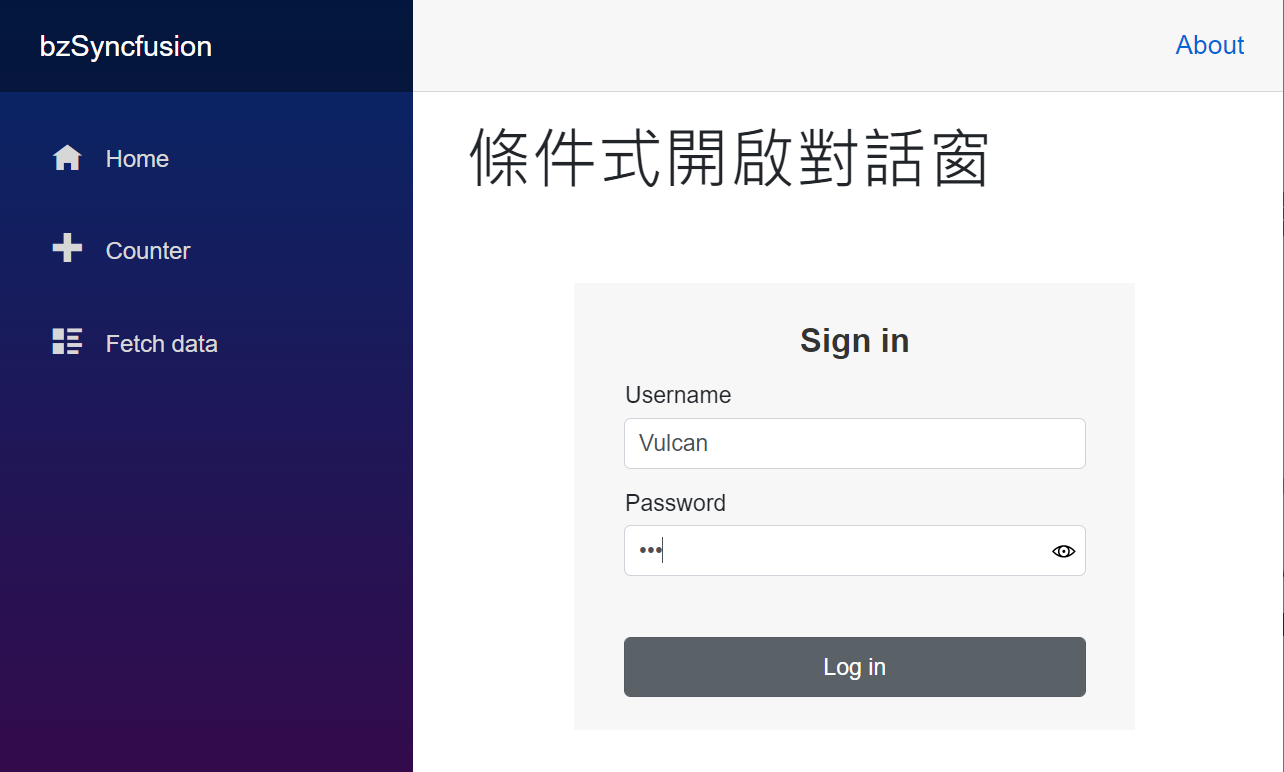 bzSyncfusion
About
Home
Counter
Fetch data
條件式開啟對話窗
Sign in
Username
Vulcan
Password
•••
Log in